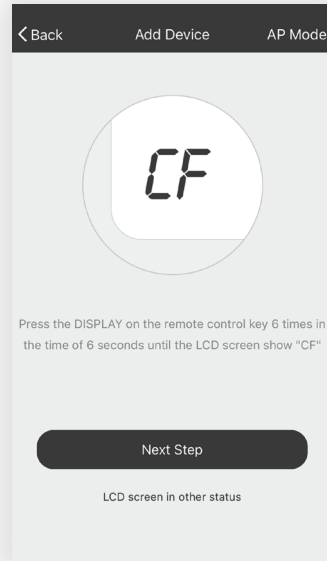 Back Add Device AP Mode
CF
Press the DISPLAY on the remote control key 6 times in
the time of 6 seconds until the LCD screen show "CF"
Next Step
LCD screen in other status